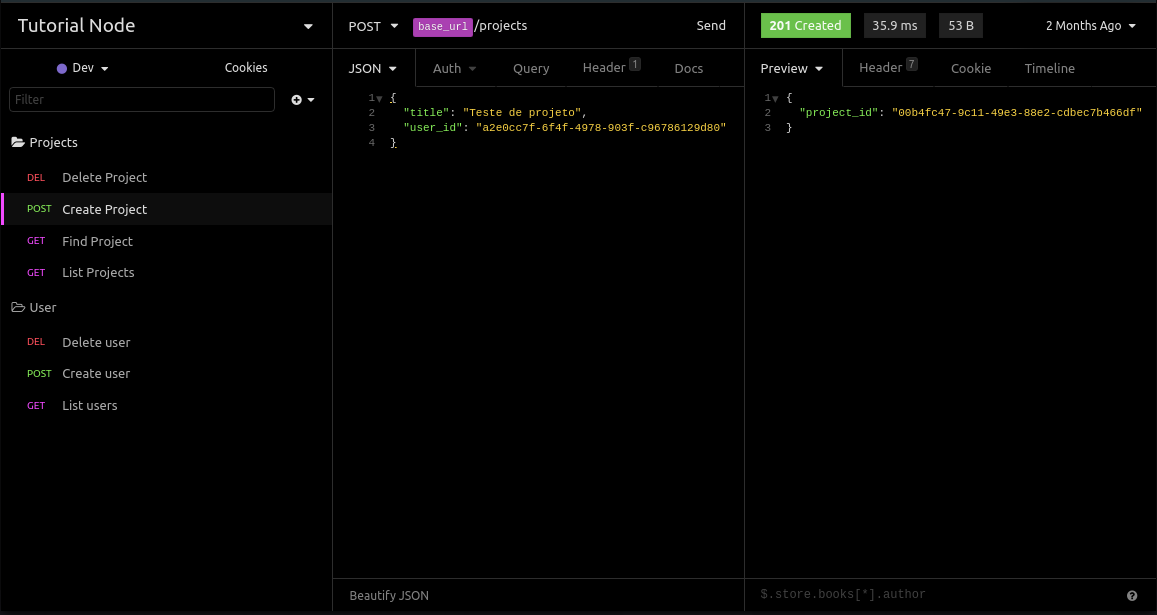 Tutorial Node
Dev
Cookies
Filter
Projects
DEL Delete Project
POST Create Project
GET Find Project
GET List Projects
User
DEL Delete user
POST Create user
GET List users
POST base_url/projects Send
JSON Auth Query Header 1 Docs
1 {
2 "title": "Teste de projeto",
3 "user_id": "a2e0cc7f-6f4f-4978-903f-c96786129d80"
4 }
Beautify JSON
201 Created 35.9 ms 53 B 2 Months Ago
Preview Header 7 Cookie Timeline
1 {
2 "project_id": "00b4fc47-9c11-49e3-88e2-cdbec7b466df"
3 }
$.store.books[*].author